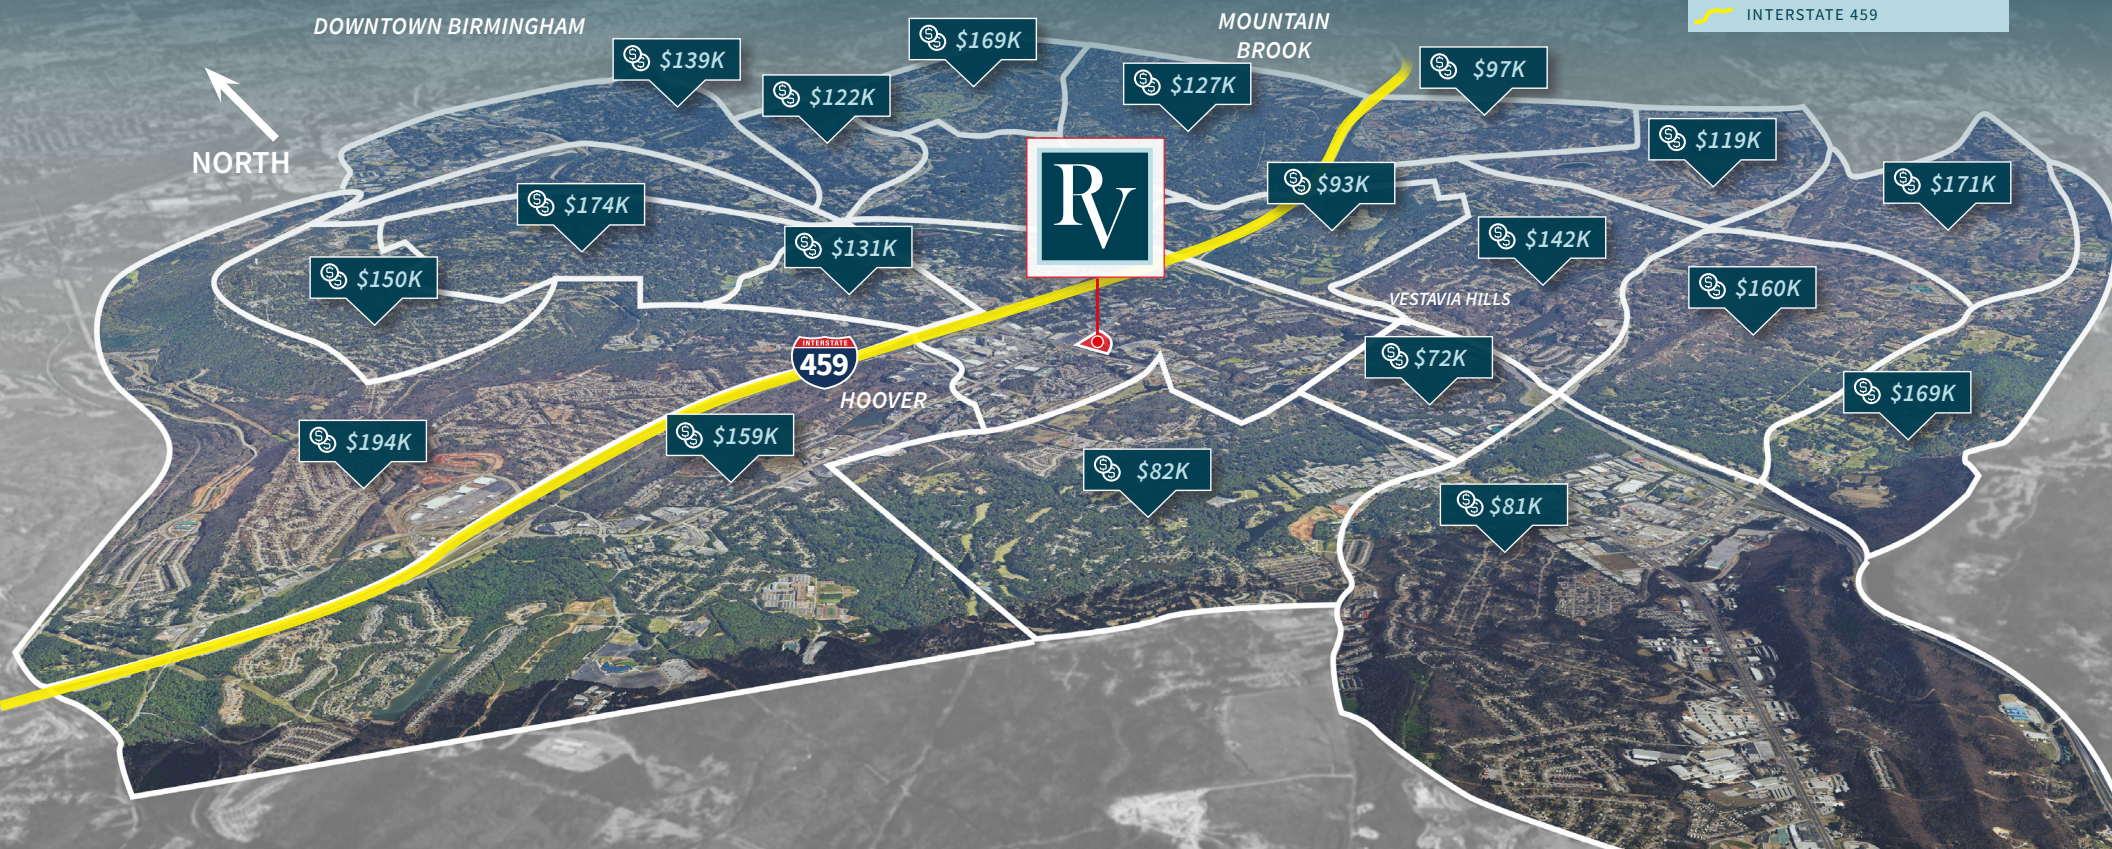 INTERSTATE 459
DOWNTOWN BIRMINGHAM
MOUNTAIN
BROOK
$139K
$169K
$97K
$122K
$127K
$119K
NORTH
RV
$93K
$171K
$174K
$131K
$142K
$150K
$160K
VESTAVIA HILLS
INTERSTATE
459
$72K
HOOVER
$169K
$194K
$159K
$82K
$81K